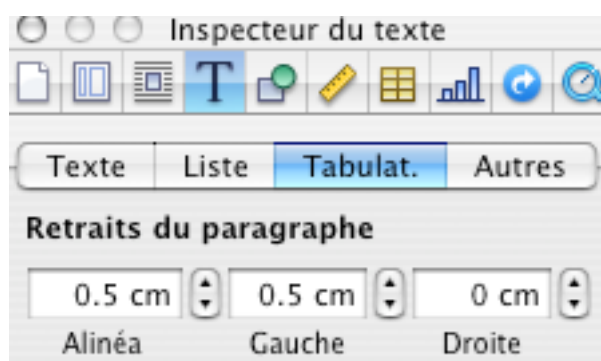 Inspecteur du texte
T
Texte Liste Tabulat. Autres
Retraits du paragraphe
0.5 cm 0.5 cm 0 cm
Alinéa Gauche Droite